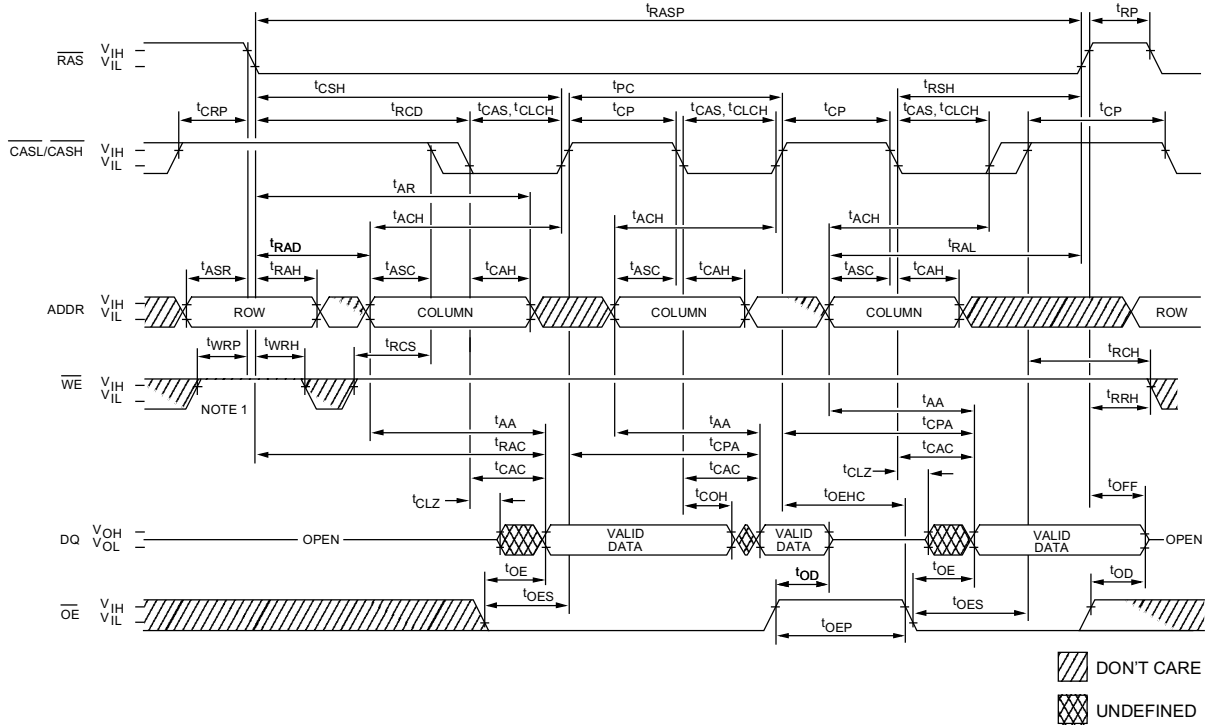 tRASP tRP
RAS VIH
VIL
tCSH tPC tRSH
tCRP tRCD tCAS, tCLCH tCP tCAS, tCLCH tCP tCAS, tCLCH tCP
CASL/CASH VIH
VIL
tAR
tACH tACH tACH
tRAD tRAL
tASR tRAH tASC tCAH tASC tCAH tASC tCAH
ADDR VIH
VIL
ROW COLUMN COLUMN COLUMN ROW
tWRP tWRH tRCS tRCH
WE VIH
VIL
NOTE 1 tRRH
tAA tAA tAA
tRAC tCPA tCPA
tCAC tCAC tCAC
tCLZ tCOH tOEHC tCLZ tOFF
DQ VOH
VOL
OPEN VALID DATA VALID DATA VALID DATA OPEN
tOE tOD tOE tOD
tOES tOES
OE VIH
VIL
tOEP
DON'T CARE
UNDEFINED